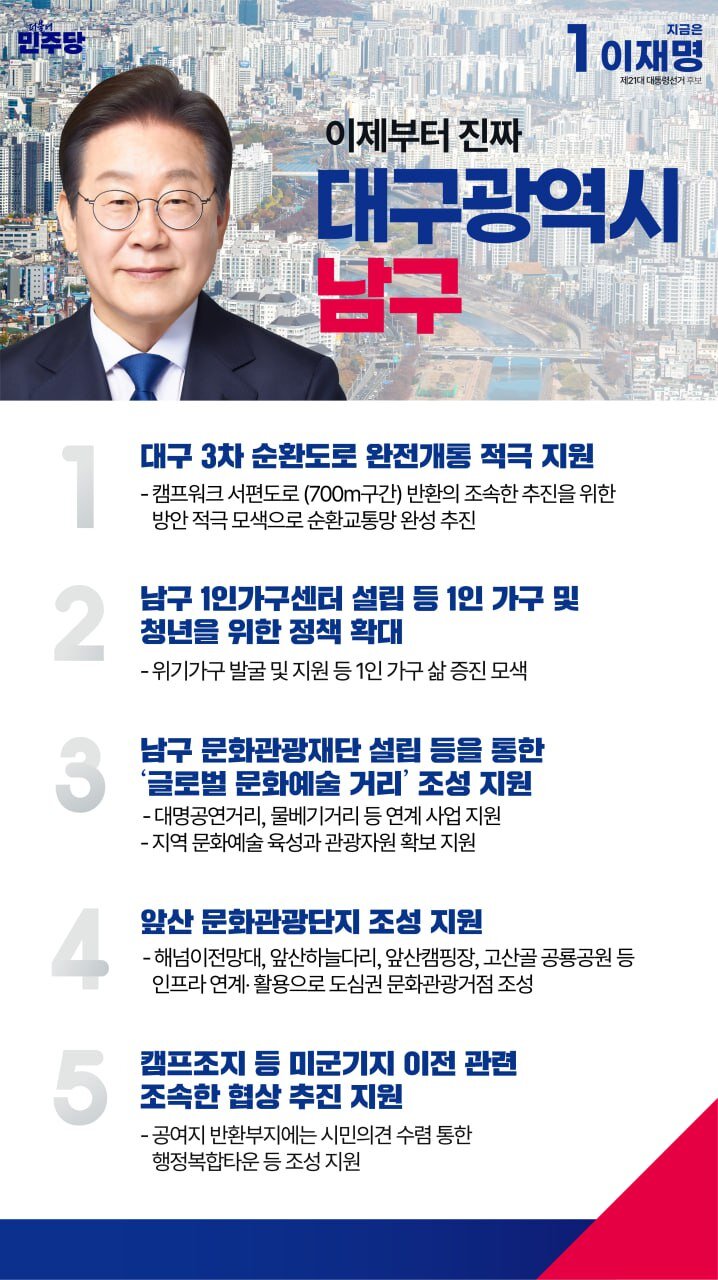 더불어
민주당
지금은
1 이재명
제21대 대통령선거 후보
이제부터 진짜
대구광역시
남구
1
대구 3차 순환도로 완전개통 적극 지원
- 캠프워크 서편도로 (700m구간) 반환의 조속한 추진을 위한
방안 적극 모색으로 순환교통망 완성 추진
2
남구 1인가구센터 설립 등 1인 가구 및
청년을 위한 정책 확대
- 위기가구 발굴 및 지원 등 1인 가구 삶 증진 모색
3
남구 문화관광재단 설립 등을 통한
‘글로벌 문화예술 거리’ 조성 지원
- 대명공연거리, 물베기거리 등 연계 사업 지원
- 지역 문화예술 육성과 관광자원 확보 지원
4
앞산 문화관광단지 조성 지원
- 해넘이전망대, 앞산하늘다리, 앞산캠핑장, 고산골 공룡공원 등
인프라 연계· 활용으로 도심권 문화관광거점 조성
5
캠프조지 등 미군기지 이전 관련
조속한 협상 추진 지원
- 공여지 반환부지에는 시민의견 수렴 통한
행정복합타운 등 조성 지원